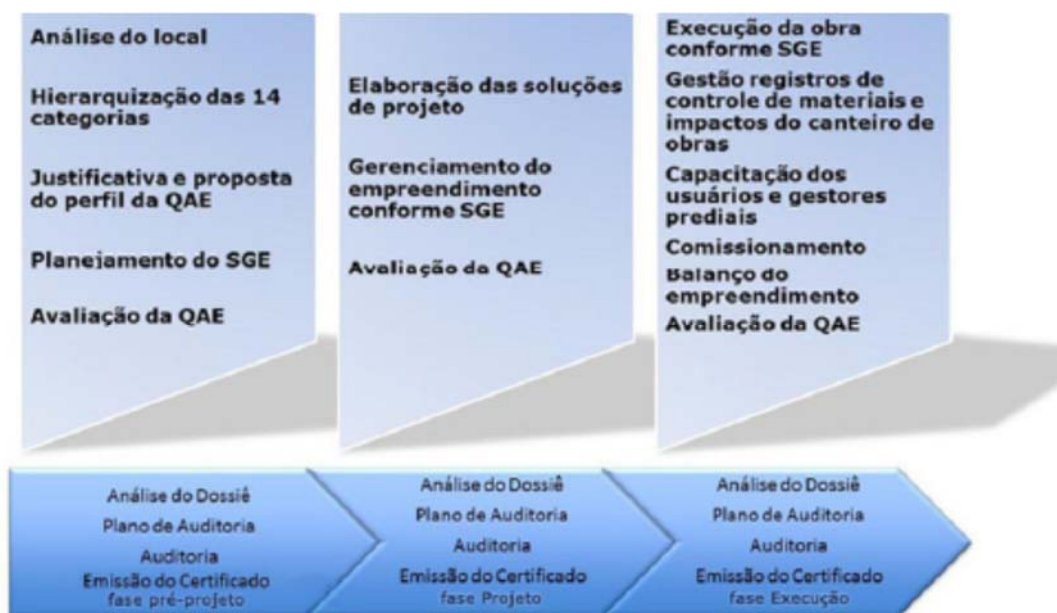 Análise do local
Hierarquização das 14
categorias
Justificativa e proposta
do perfil da QAE
Planejamento do SGE
Avaliação da QAE
Elaboração das soluções
de projeto
Gerenciamento do
empreendimento
conforme SGE
Avaliação da QAE
Execução da obra
conforme SGE
Gestão registros de
controle de materiais e
impactos do canteiro de
obras
Capacitação dos
usuários e gestores
prediais
Comissionamento
Balanço do
empreendimento
Avaliação da QAE
Análise do Dossiê
Plano de Auditoria
Auditoria
Emissão do Certificado
fase pré-projeto
Análise do Dossiê
Plano de Auditoria
Auditoria
Emissão do Certificado
fase Projeto
Análise do Dossiê
Plano de Auditoria
Auditoria
Emissão do Certificado
fase Execução